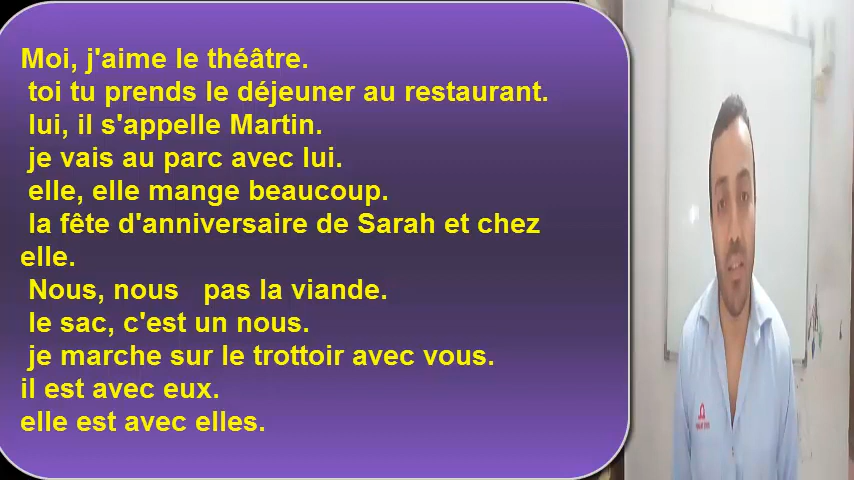 Moi, j'aime le théâtre.
toi tu prends le déjeuner au restaurant.
lui, il s'appelle Martin.
je vais au parc avec lui.
elle, elle mange beaucoup.
la fête d'anniversaire de Sarah et chez
elle.
Nous, nous pas la viande.
le sac, c'est un nous.
je marche sur le trottoir avec vous.
il est avec eux.
elle est avec elles.